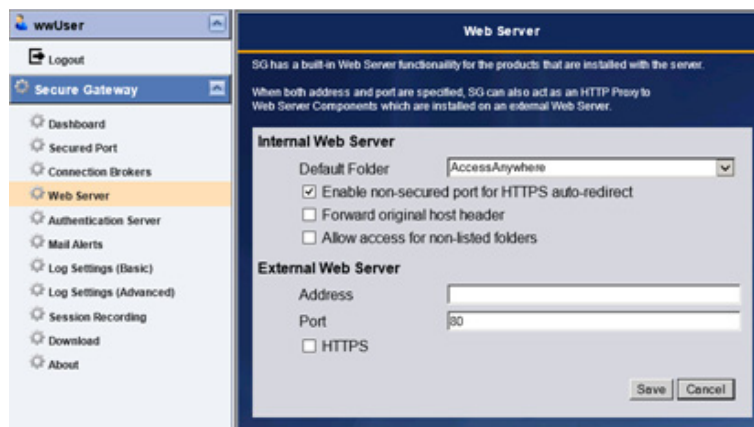 wwUser
Logout
Secure Gateway
Dashboard
Secured Port
Connection Brokers
Web Server
Authentication Server
Mail Alerts
Log Settings (Basic)
Log Settings (Advanced)
Session Recording
Download
About
Web Server
SG has a built-in Web Server functionaility for the products that are installed with the server.
When both address and port are specified, SG can also act as an HTTP Proxy to
Web Server Components which are installed on an external Web Server.
Internal Web Server
Default Folder AccessAnywhere
Enable non-secured port for HTTPS auto-redirect
Forward original host header
Allow access for non-listed folders
External Web Server
Address
Port 80
HTTPS
Save Cancel